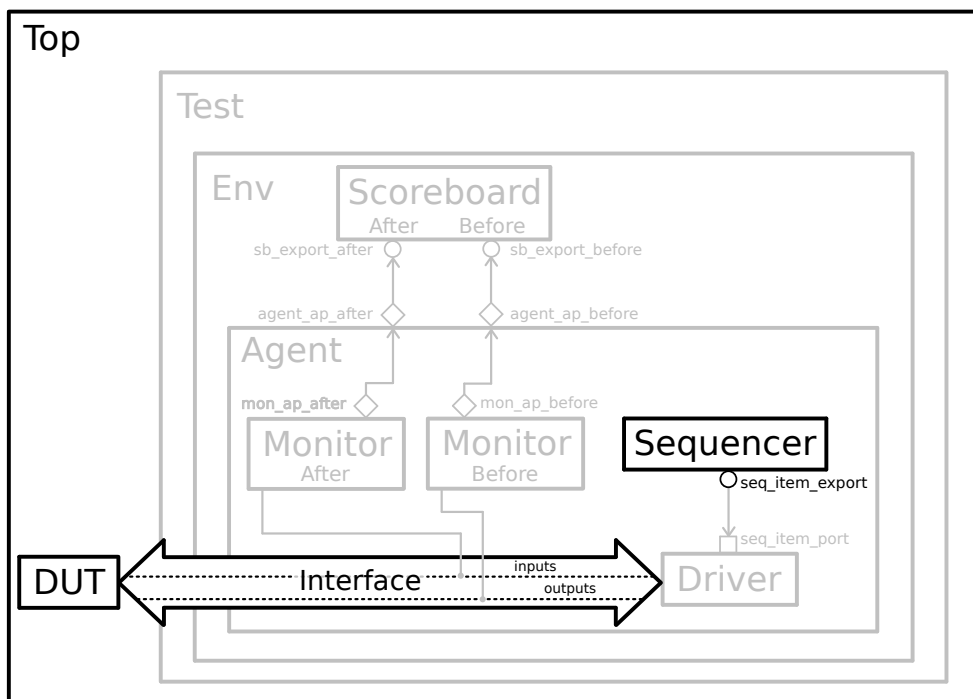 Top
Test
Env
Scoreboard
After Before
sb_export_after sb_export_before
agent_ap_after agent_ap_before
Agent
mon_ap_after mon_ap_before
Monitor Monitor Sequencer
After Before
seq_item_export
seq_item_port
inputs
DUT Interface Driver
outputs